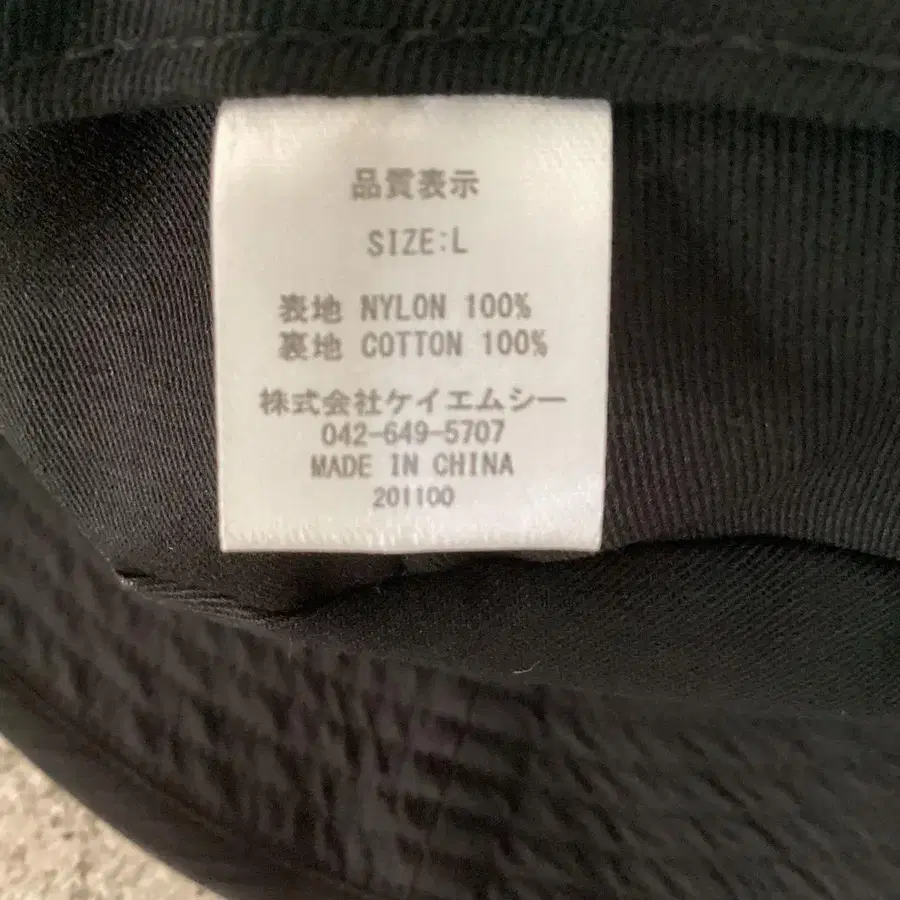 品質表示
SIZE:L
表地 NYLON 100%
裏地 COTTON 100%
株式会社ケイエムシー
042-649-5707
MADE IN CHINA
201100